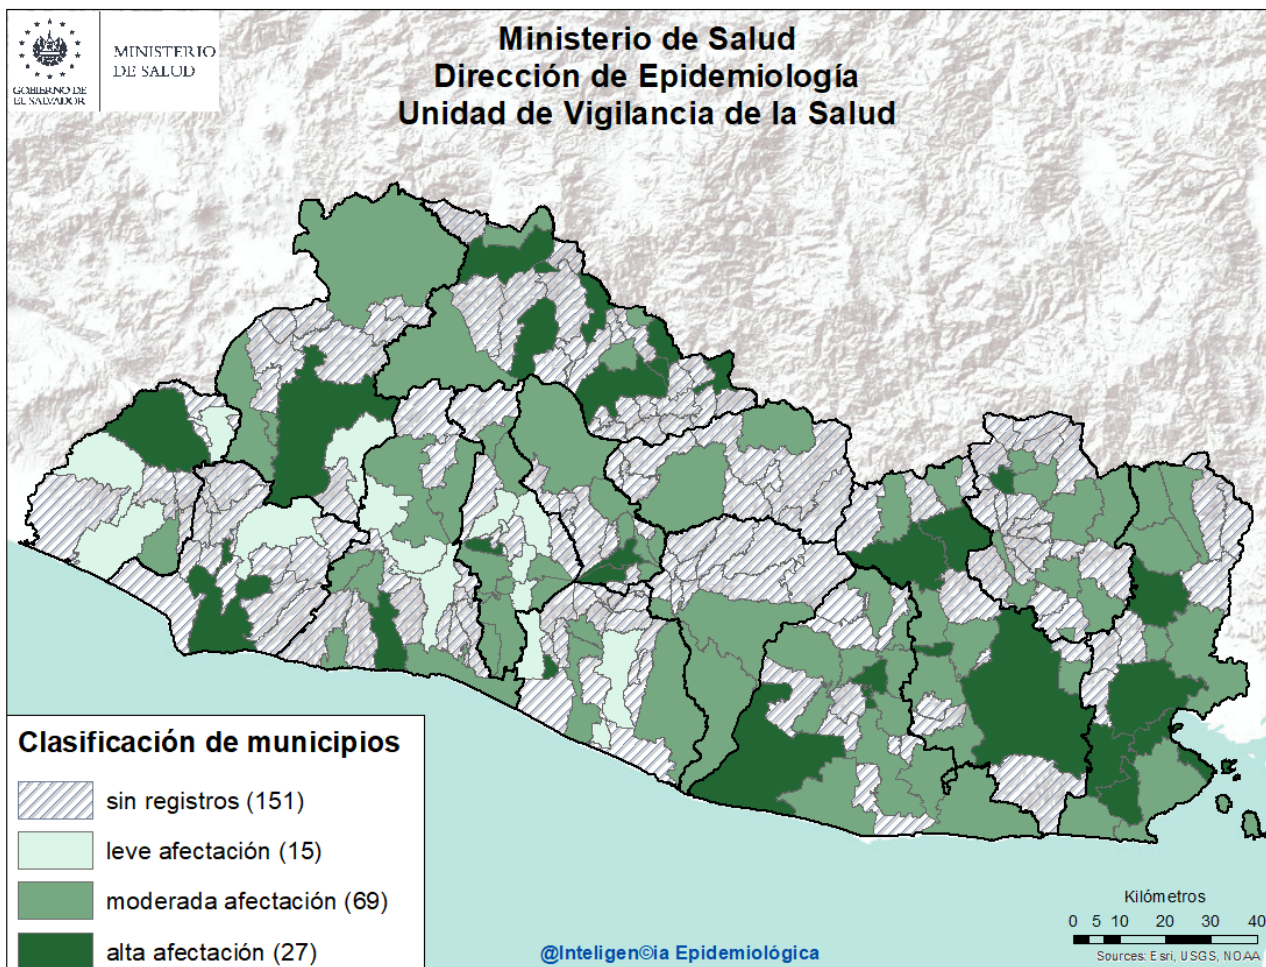 GOBIERNO DE
EL SALVADOR
MINISTERIO
DE SALUD
Ministerio de Salud
Dirección de Epidemiología
Unidad de Vigilancia de la Salud
Clasificación de municipios
sin registros (151)
leve afectación (15)
moderada afectación (69)
alta afectación (27)
@Inteligen©ia Epidemiológica
Kilómetros
0 5 10 20 30 40
Sources: Esri, USGS, NOAA